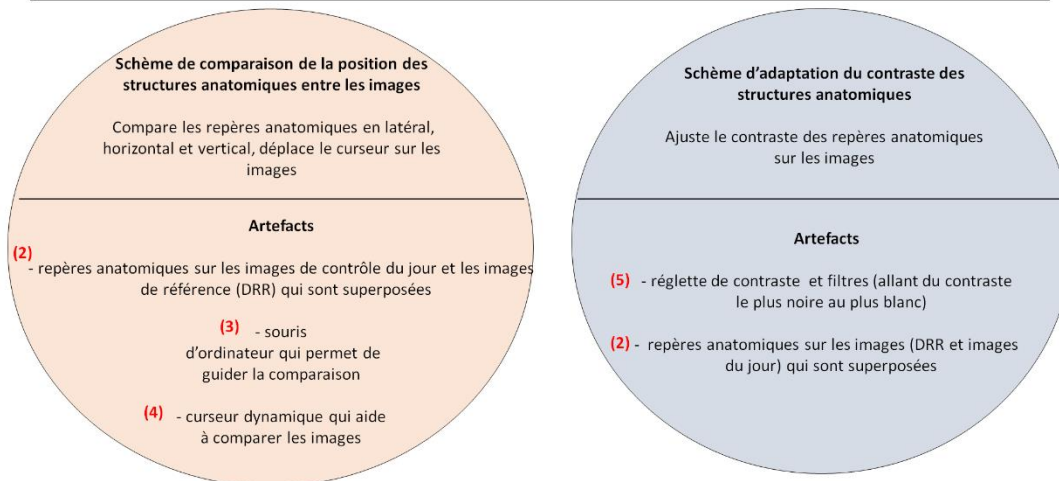 Schème de comparaison de la position des
structures anatomiques entre les images
Compare les repères anatomiques en latéral,
horizontal et vertical, déplace le curseur sur les
images
Artefacts
(2)
- repères anatomiques sur les images de contrôle du jour et les images
de référence (DRR) qui sont superposées
(3) - souris
d'ordinateur qui permet de
guider la comparaison
(4) - curseur dynamique qui aide
à comparer les images
Schème d'adaptation du contraste des
structures anatomiques
Ajuste le contraste des repères anatomiques
sur les images
Artefacts
(5) - réglette de contraste et filtres (allant du contraste
le plus noire au plus blanc)
(2) - repères anatomiques sur les images (DRR et images
du jour) qui sont superposées